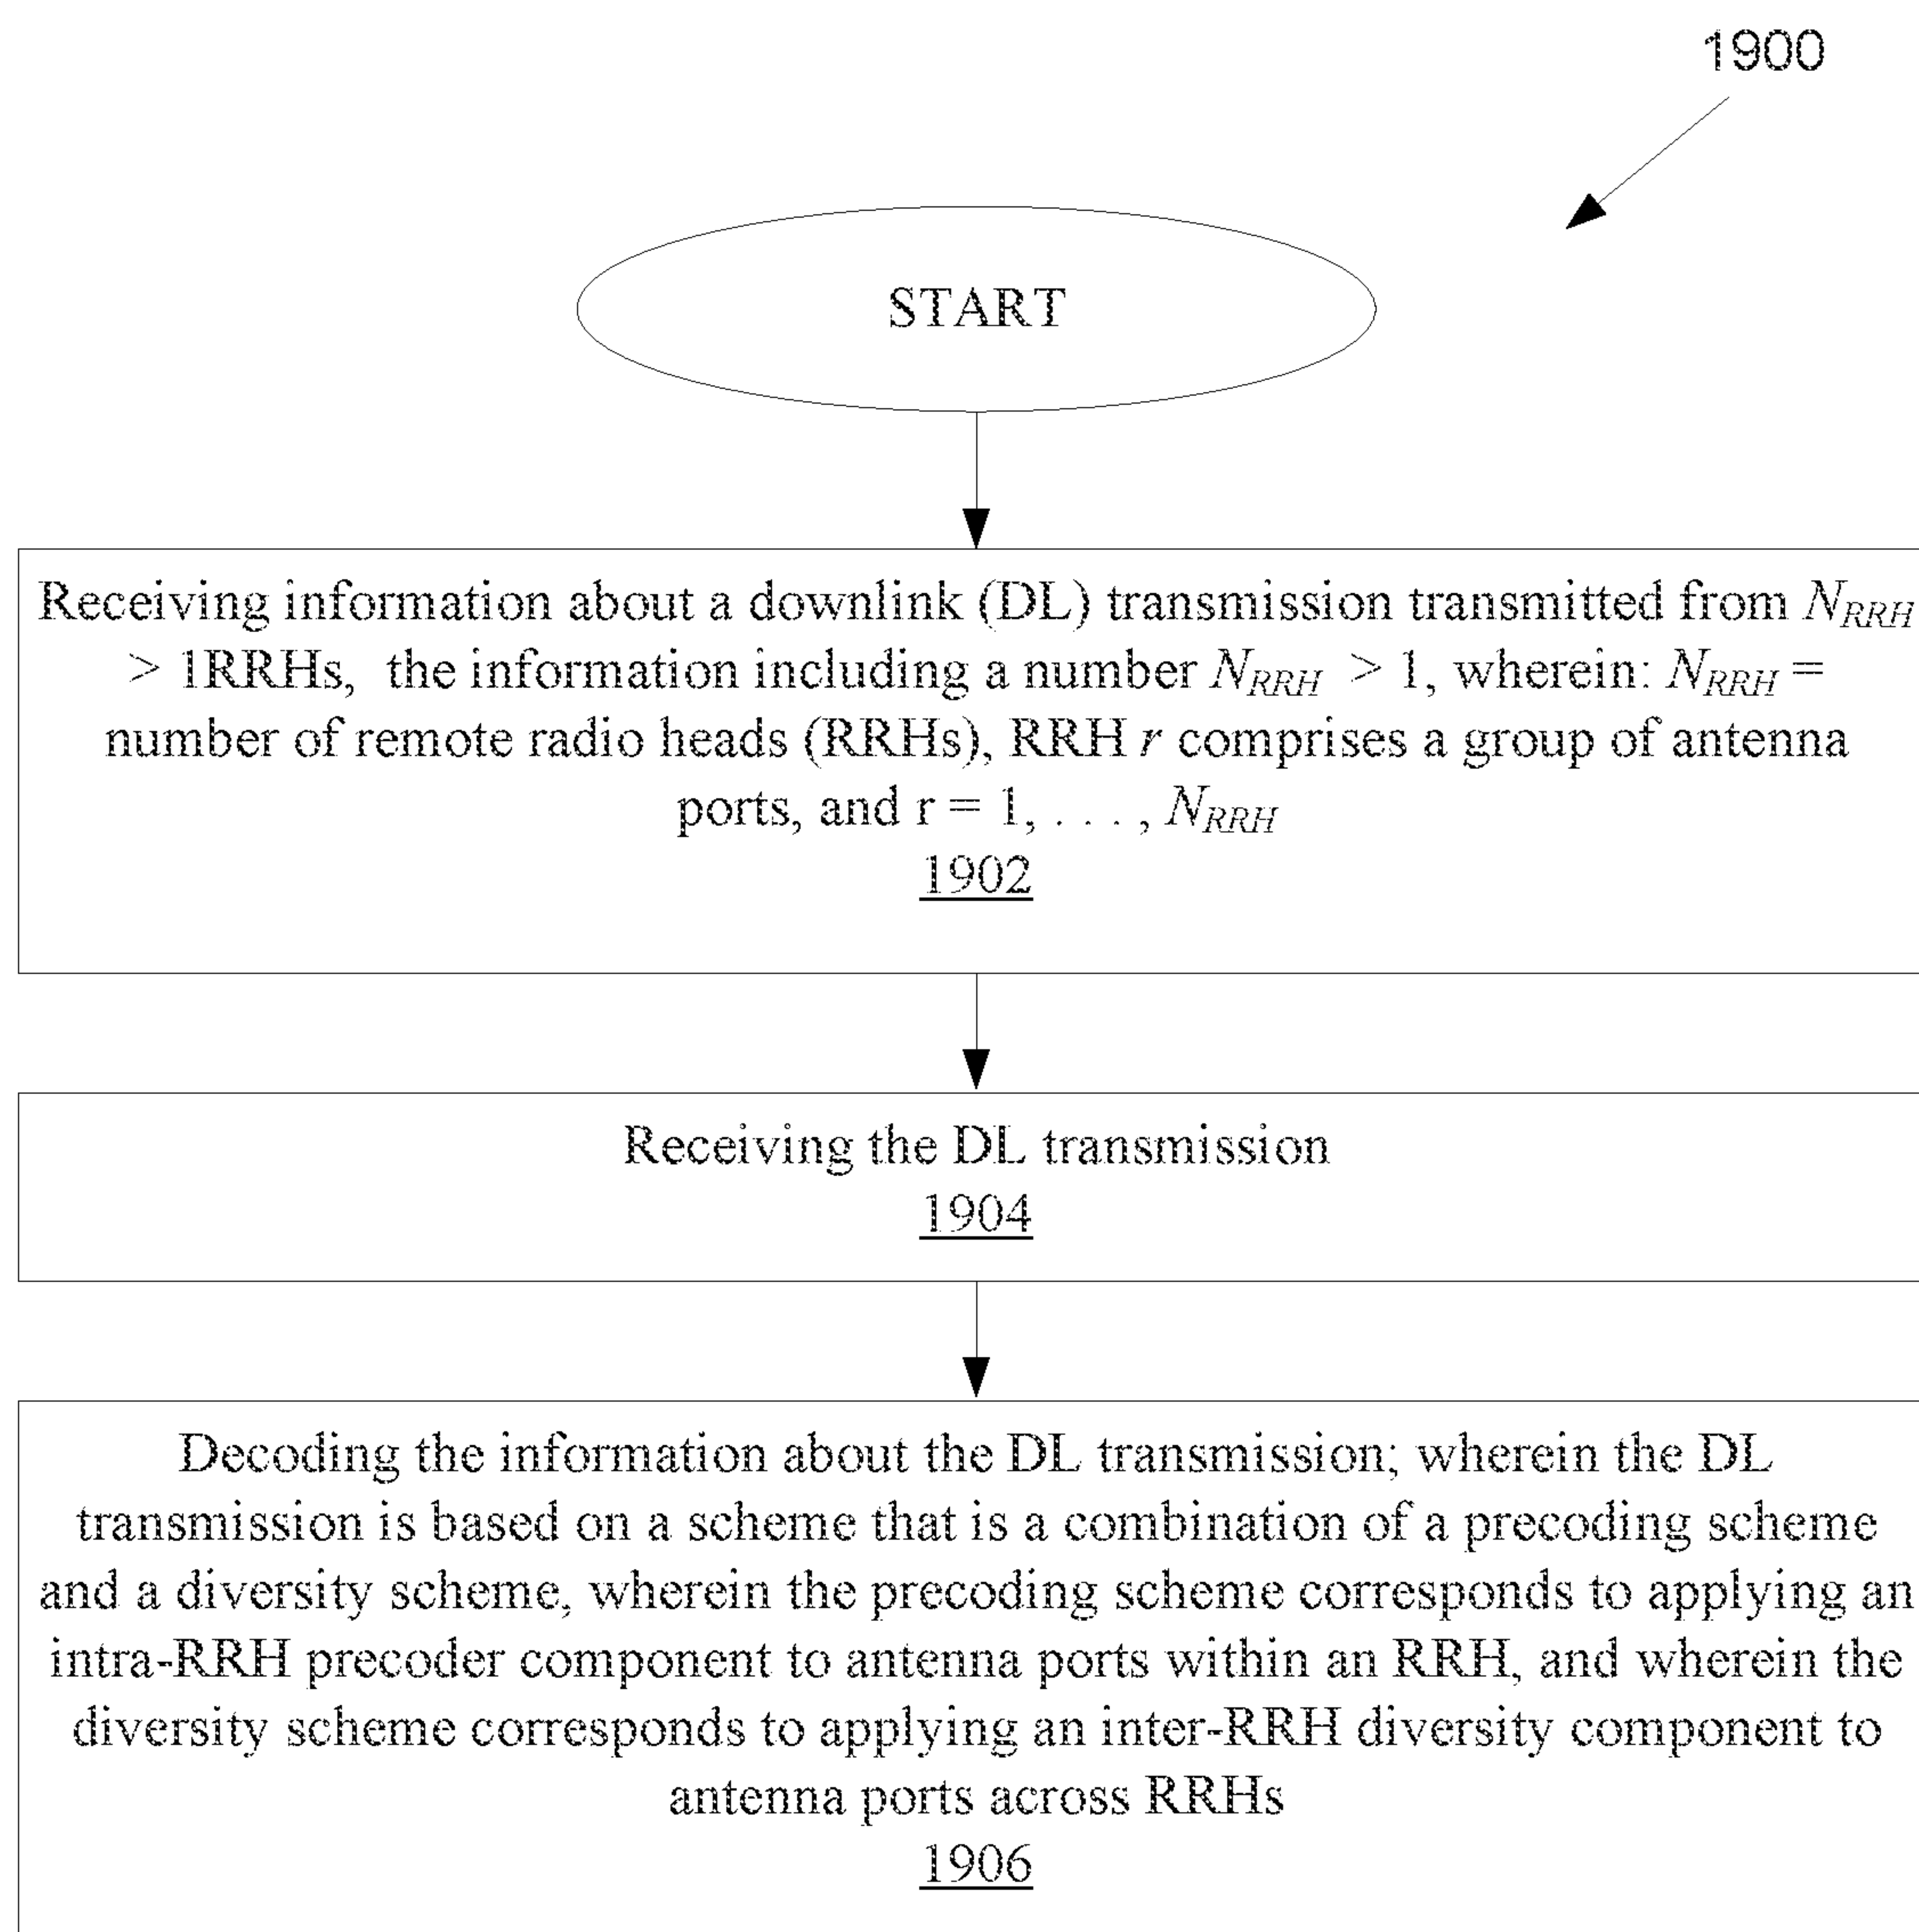 1900
START
Receiving information about a downlink (DL) transmission transmitted from N_RRH
> 1RRHs, the information including a number N_RRH > 1, wherein: N_RRH =
number of remote radio heads (RRHs), RRH r comprises a group of antenna
ports, and r = 1, . . . , N_RRH
1902
Receiving the DL transmission
1904
Decoding the information about the DL transmission; wherein the DL
transmission is based on a scheme that is a combination of a precoding scheme
and a diversity scheme, wherein the precoding scheme corresponds to applying an
intra-RRH precoder component to antenna ports within an RRH, and wherein the
diversity scheme corresponds to applying an inter-RRH diversity component to
antenna ports across RRHs
1906